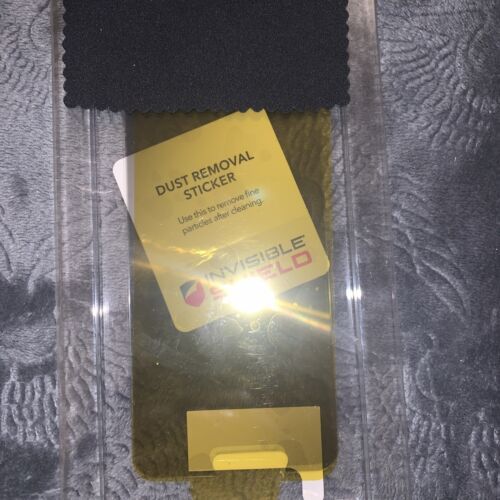 DUST REMOVAL
STICKER
Use this to remove fine
particles after cleaning.
INVISIBLE
SHIELD